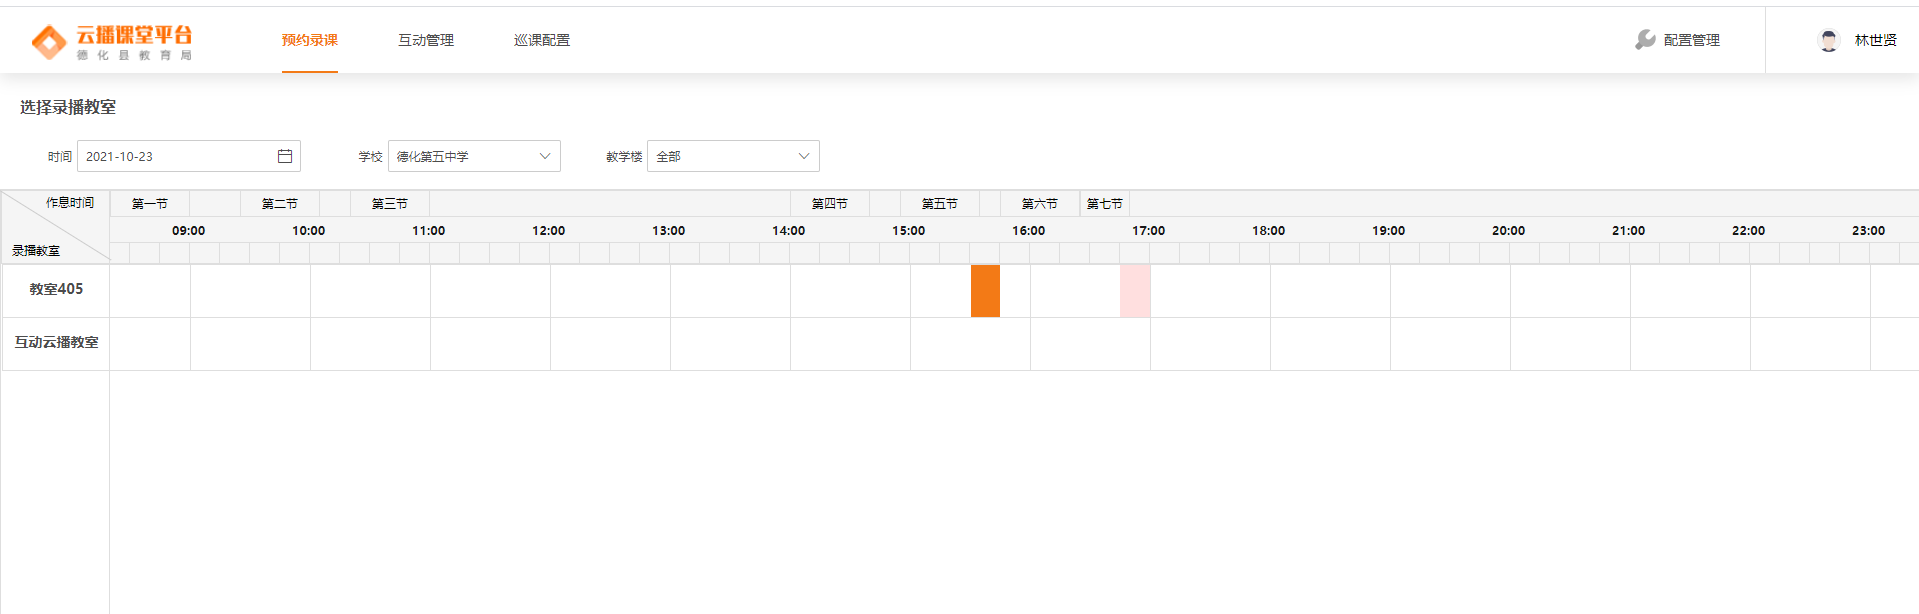 云播课堂平台
德化县教育局
预约录课 互动管理 巡课配置 配置管理 林世贤
选择录播教室
时间 2021-10-23 学校 德化第五中学 教学楼 全部
作息时间 第一节 第二节 第三节 第四节 第五节 第六节 第七节
09:00 10:00 11:00 12:00 13:00 14:00 15:00 16:00 17:00 18:00 19:00 20:00 21:00 22:00 23:00
录播教室
教室405
互动云播教室